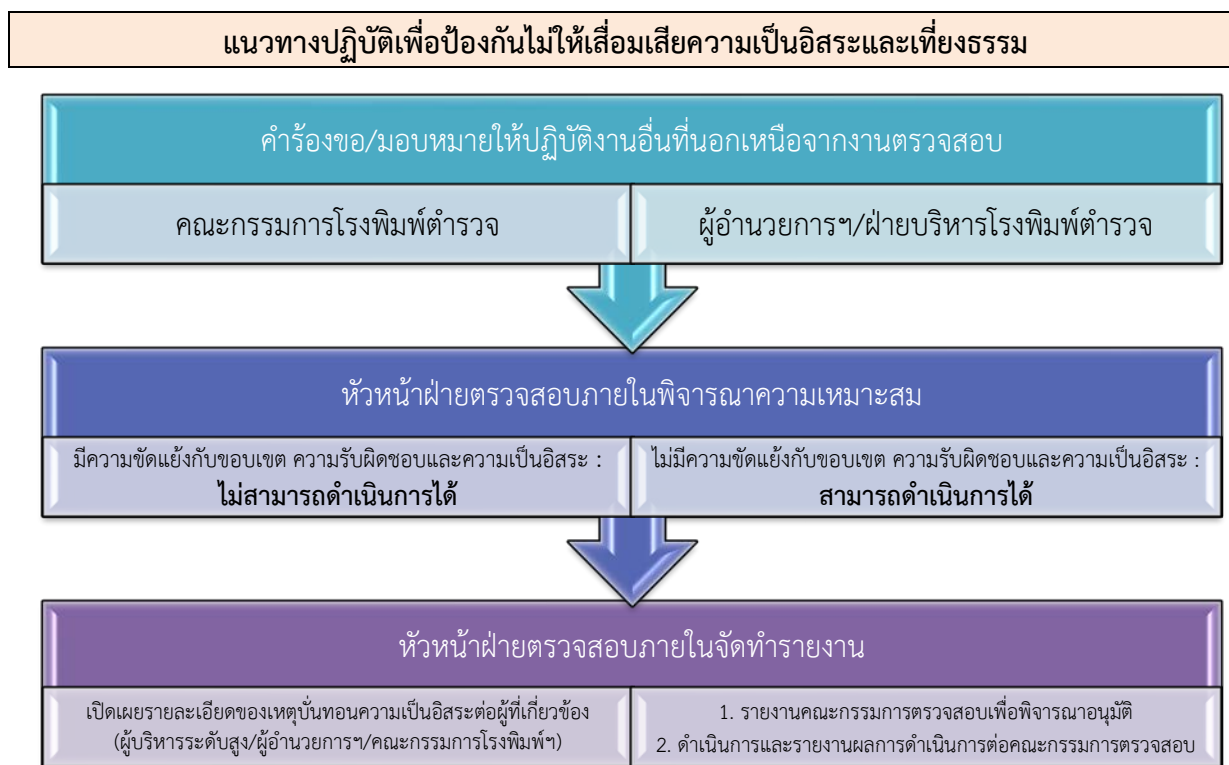 แนวทางปฏิบัติเพื่อป้องกันไม่ให้เสื่อมเสียความเป็นอิสระและเที่ยงธรรม
คำร้องขอ/มอบหมายให้ปฏิบัติงานอื่นที่นอกเหนือจากงานตรวจสอบ
คณะกรรมการโรงพิมพ์ตำรวจ
ผู้อำนวยการฯ/ฝ่ายบริหารโรงพิมพ์ตำรวจ
หัวหน้าฝ่ายตรวจสอบภายในพิจารณาความเหมาะสม
มีความขัดแย้งกับขอบเขต ความรับผิดชอบและความเป็นอิสระ :
ไม่สามารถดำเนินการได้
ไม่มีความขัดแย้งกับขอบเขต ความรับผิดชอบและความเป็นอิสระ :
สามารถดำเนินการได้
หัวหน้าฝ่ายตรวจสอบภายในจัดทำรายงาน
เปิดเผยรายละเอียดของเหตุบั่นทอนความเป็นอิสระต่อผู้ที่เกี่ยวข้อง
(ผู้บริหารระดับสูง/ผู้อำนวยการฯ/คณะกรรมการโรงพิมพ์ฯ)
1. รายงานคณะกรรมการตรวจสอบเพื่อพิจารณาอนุมัติ
2. ดำเนินการและรายงานผลการดำเนินการต่อคณะกรรมการตรวจสอบ